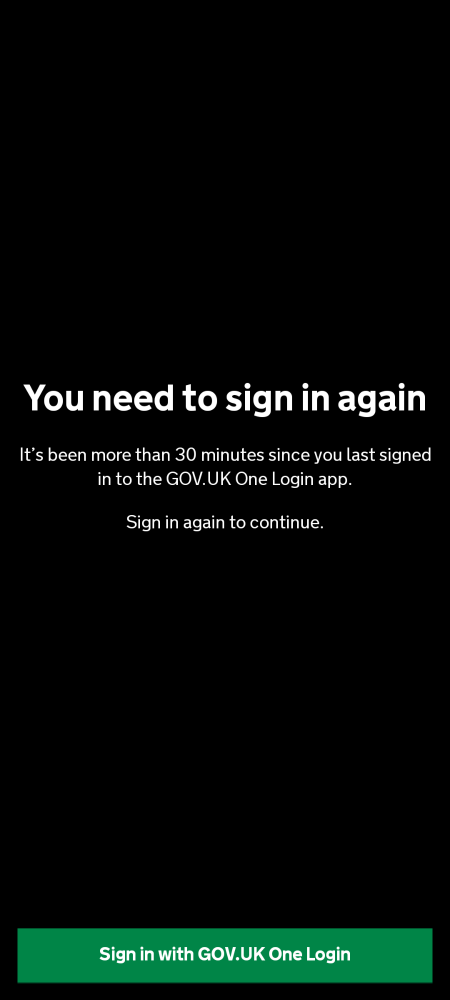 You need to sign in again
It’s been more than 30 minutes since you last signed
in to the GOV.UK One Login app.
Sign in again to continue.
Sign in with GOV.UK One Login